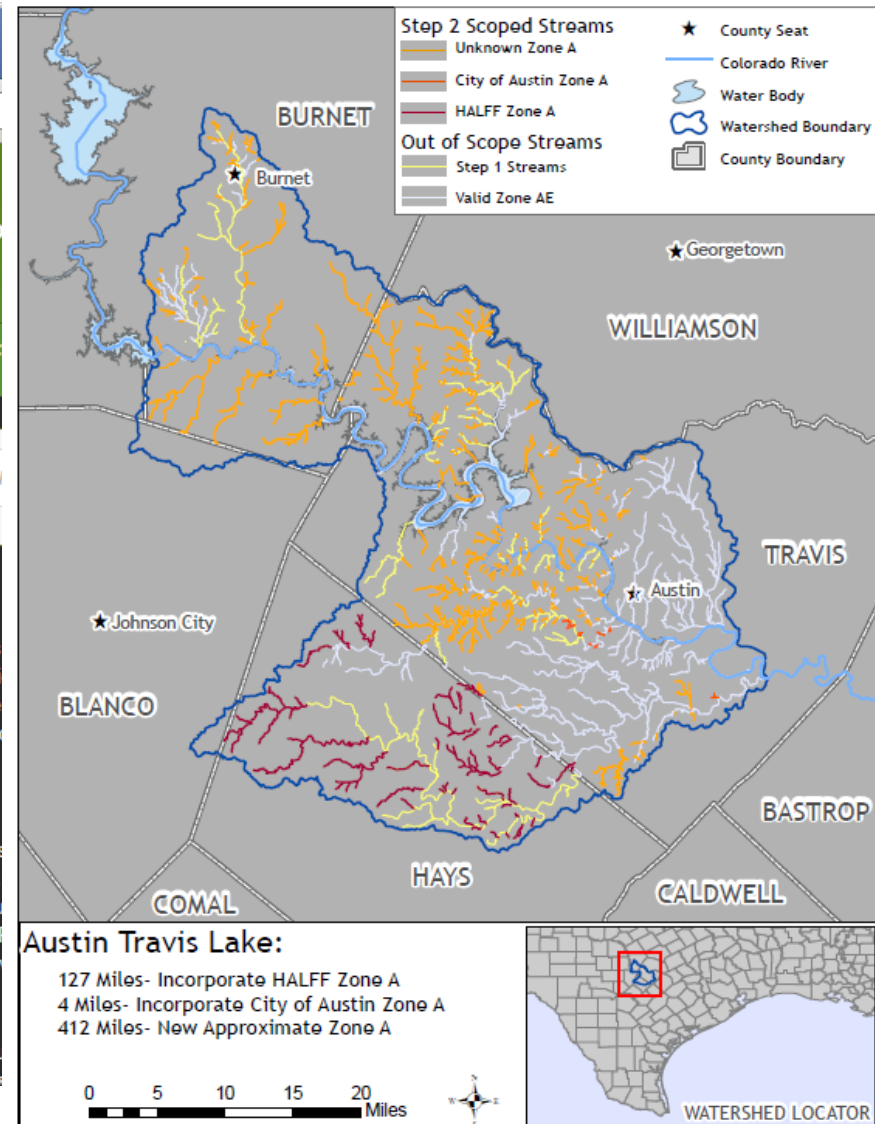 Step 2 Scoped Streams
Unknown Zone A
City of Austin Zone A
HALFF Zone A
Out of Scope Streams
Step 1 Streams
Valid Zone AE
County Seat
Colorado River
Water Body
Watershed Boundary
County Boundary
BURNET
Burnet
Georgetown
WILLIAMSON
TRAVIS
Austin
Johnson City
BLANCO
BASTROP
HAYS
CALDWELL
COMAL
Austin Travis Lake:
127 Miles- Incorporate HALFF Zone A
4 Miles- Incorporate City of Austin Zone A
412 Miles- New Approximate Zone A
0 5 10 15 20
Miles
W N E S
WATERSHED LOCATOR